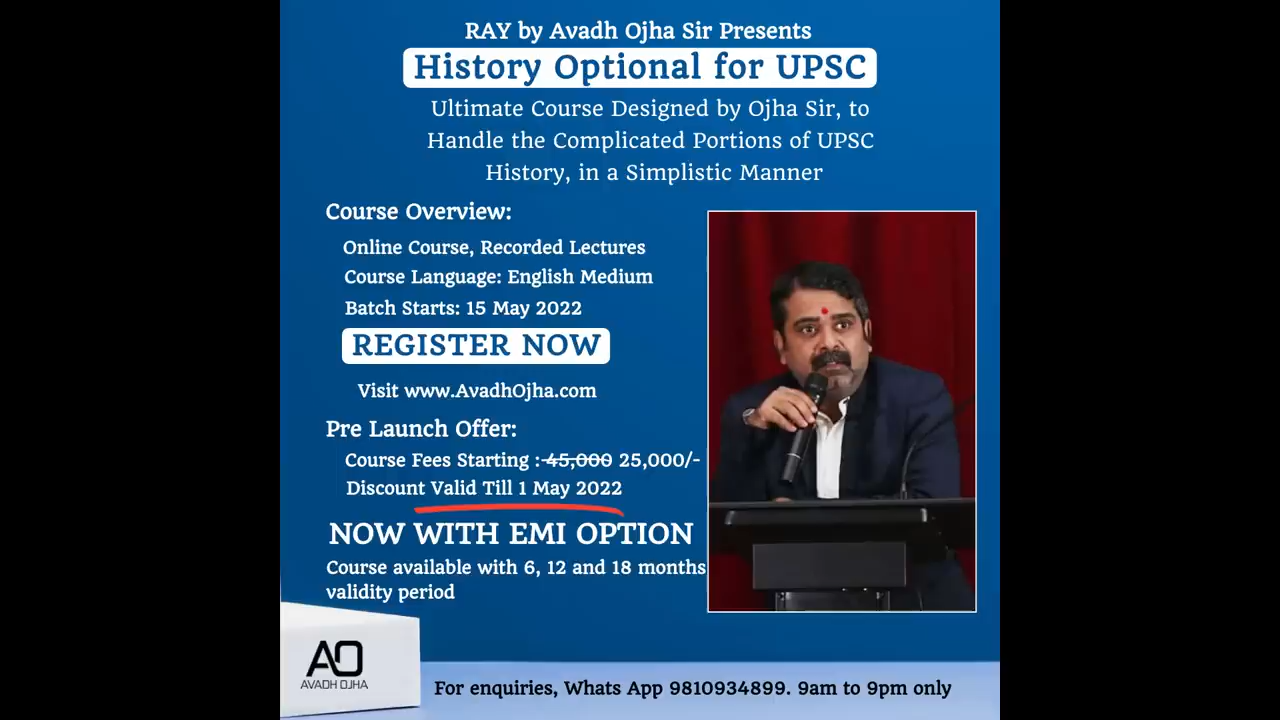 RAY by Avadh Ojha Sir Presents
History Optional for UPSC
Ultimate Course Designed by Ojha Sir, to
Handle the Complicated Portions of UPSC
History, in a Simplistic Manner
Course Overview:
Online Course, Recorded Lectures
Course Language: English Medium
Batch Starts: 15 May 2022
REGISTER NOW
Visit www.AvadhOjha.com
Pre Launch Offer:
Course Fees Starting : 45,000 25,000/-
Discount Valid Till 1 May 2022
NOW WITH EMI OPTION
Course available with 6, 12 and 18 months
validity period
AO
AVADH OJHA
For enquiries, Whats App 9810934899. 9am to 9pm only